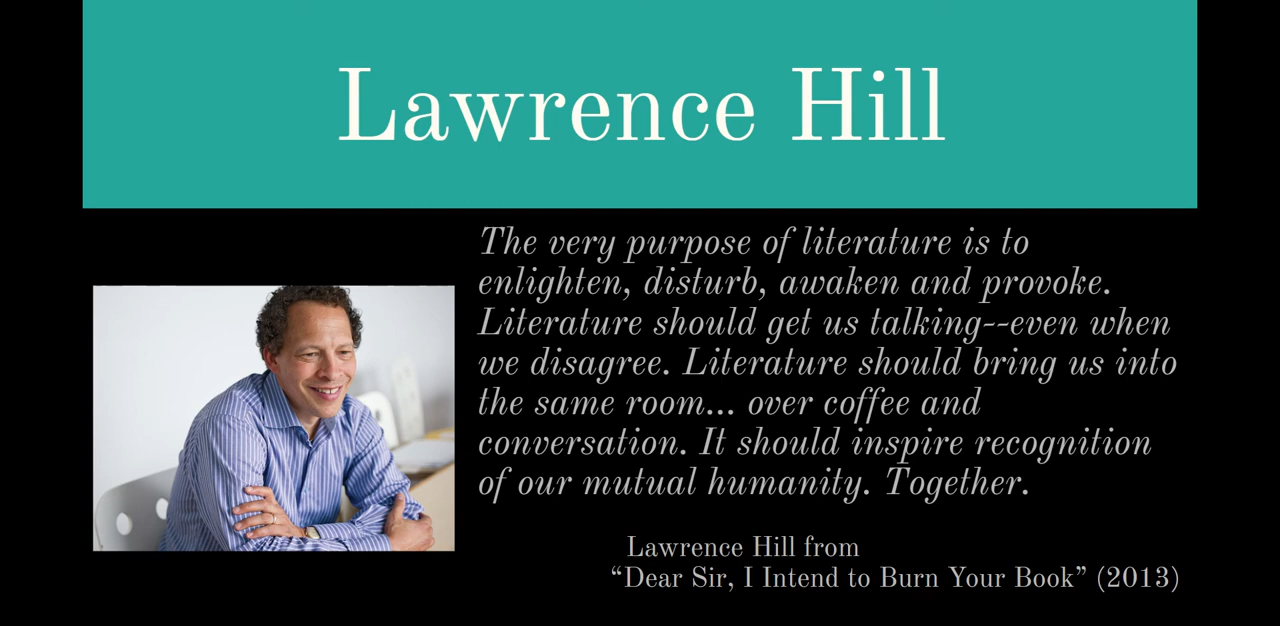 Lawrence Hill
The very purpose of literature is to
enlighten, disturb, awaken and provoke.
Literature should get us talking--even when
we disagree. Literature should bring us into
the same room... over coffee and
conversation. It should inspire recognition
of our mutual humanity. Together.
Lawrence Hill from
“Dear Sir, I Intend to Burn Your Book” (2013)